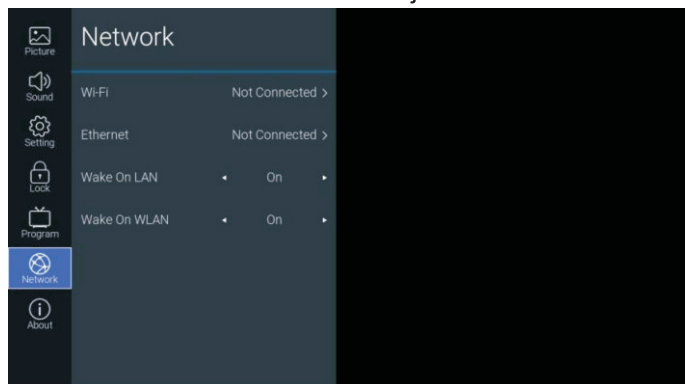 Network
Picture
Sound
Setting
Lock
Program
Network
About
Wi-Fi Not Connected >
Ethernet Not Connected >
Wake On LAN ◂ On ▸
Wake On WLAN ◂ On ▸